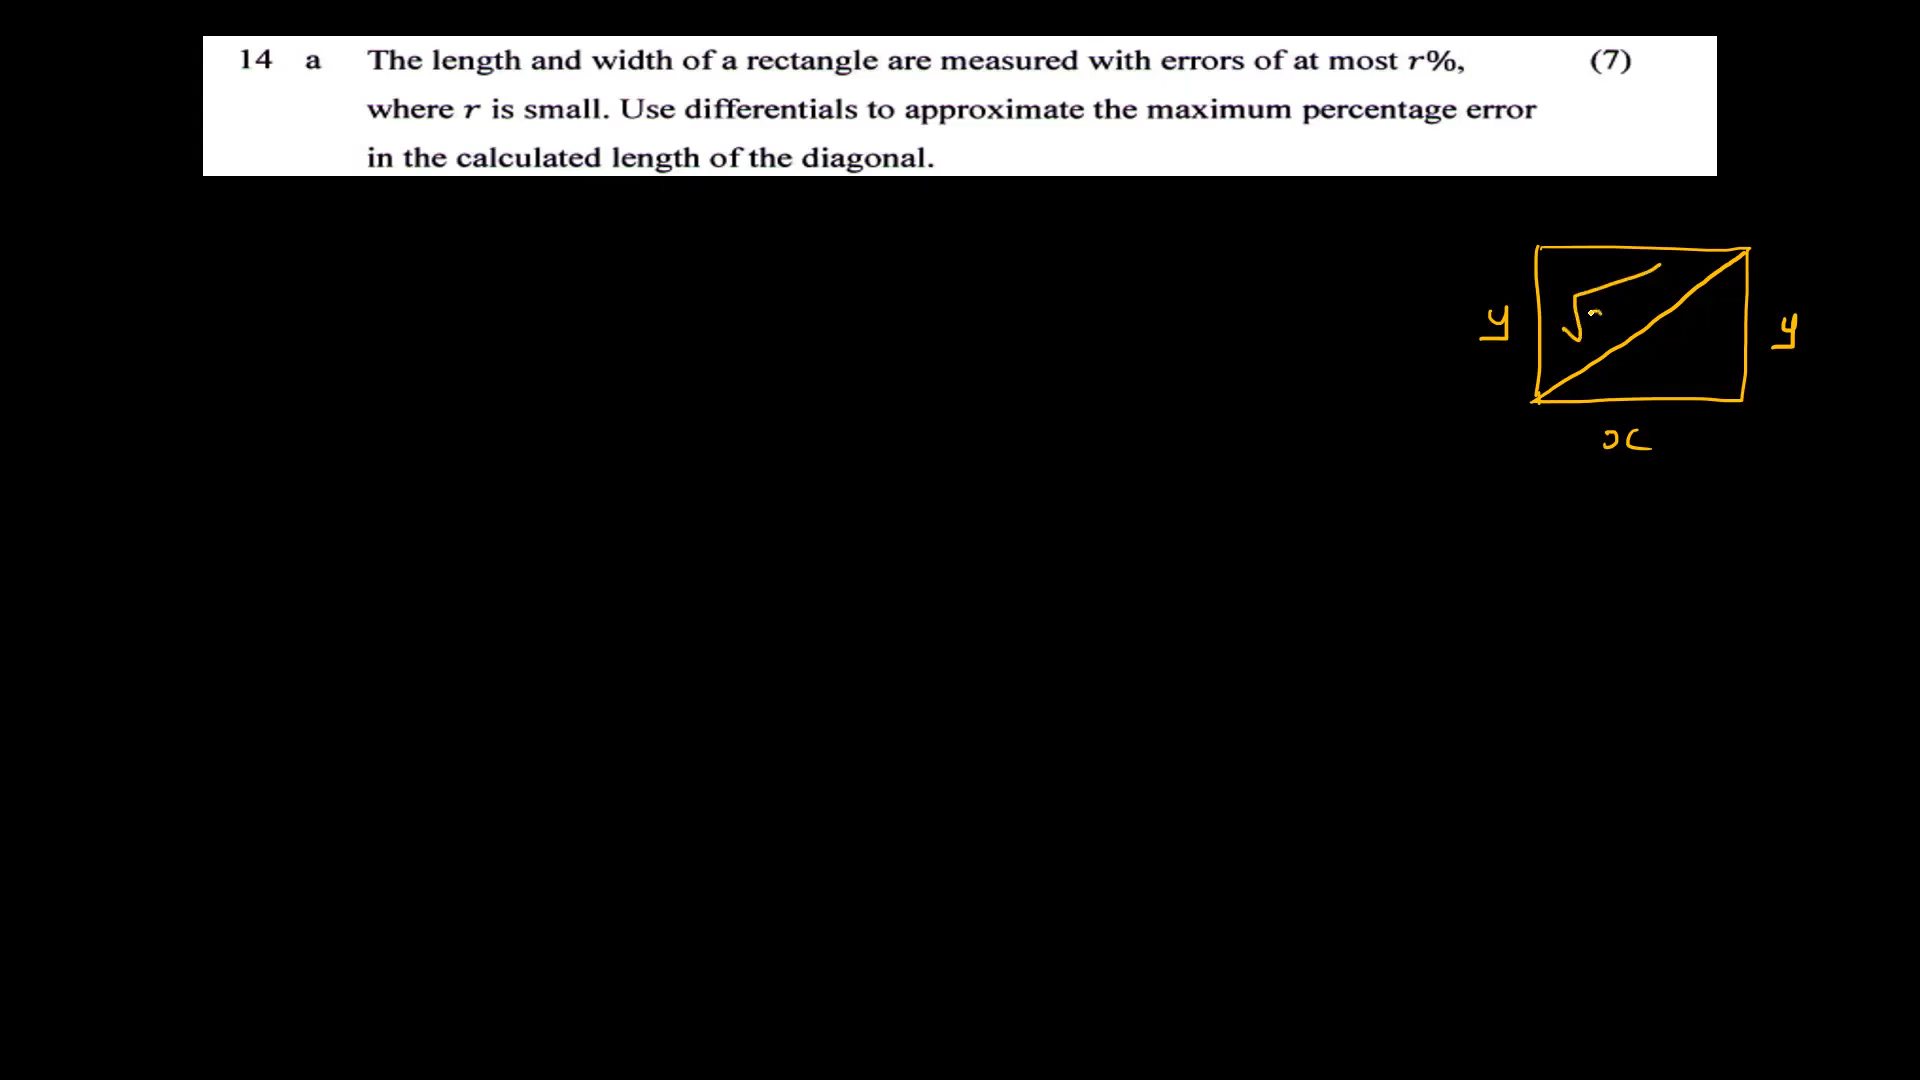 14 a The length and width of a rectangle are measured with errors of at most r%, (7)
where r is small. Use differentials to approximate the maximum percentage error
in the calculated length of the diagonal.
y √ y
x